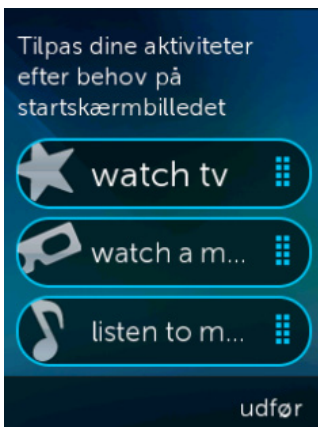 Tilpas dine aktiviteter
efter behov på
startskærmbilledet
watch tv
watch a m...
listen to m...
udfør